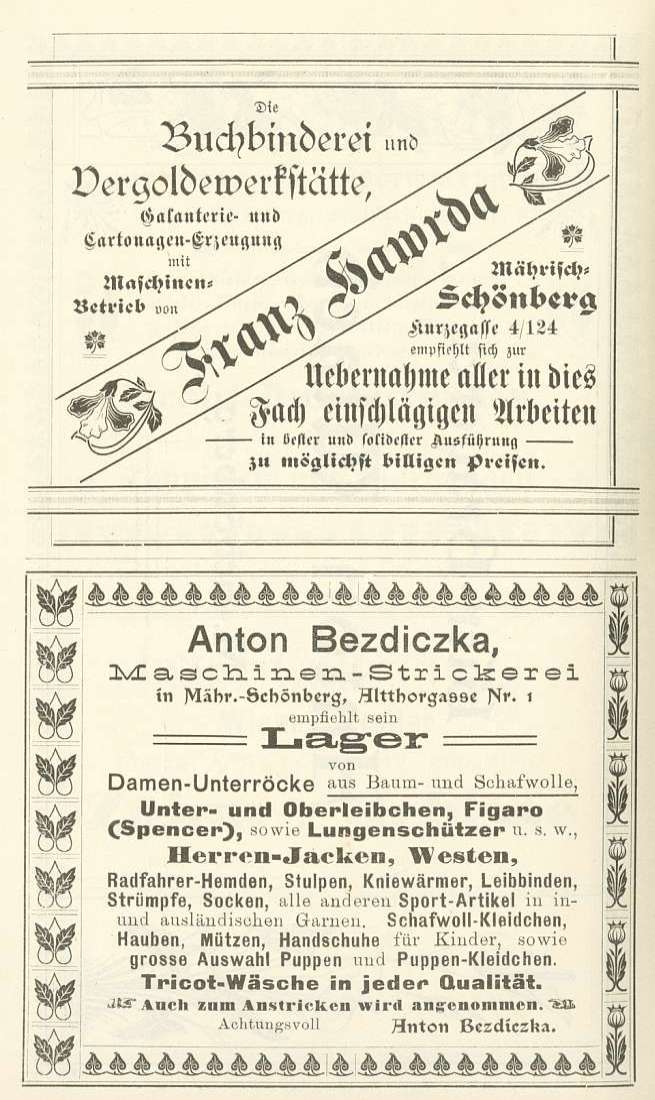 Die
Buchbinderei und
Vergoldewerkstätte,
Galanterie- und
Cartonagen-Erzeugung
mit
Maschinen-
Betrieb von
Franz Hawrda
Mährisch-
Schönberg
Kurzegasse 4/124
empfiehlt sich zur
Uebernahme aller in dies
Fach einschlägigen Arbeiten
in bester und solidester Ausführung
zu möglichst billigen Preisen.
Anton Bezdiczka,
Maschinen-Strickerei
in Mähr.-Schönberg, Altthorgasse Nr. 1
empfiehlt sein
Lager
von
Damen-Unterröcke aus Baum- und Schafwolle,
Unter- und Oberleibchen, Figaro
(Spencer), sowie Lungenschützer u. s. w.,
Herren-Jacken, Westen,
Radfahrer-Hemden, Stulpen, Kniewärmer, Leibbinden,
Strümpfe, Socken, alle anderen Sport-Artikel in in-
und ausländischen Garnen. Schafwoll-Kleidchen,
Hauben, Mützen, Handschuhe für Kinder, sowie
grosse Auswahl Puppen und Puppen-Kleidchen.
Tricot-Wäsche in jeder Qualität.
Auch zum Anstricken wird angenommen.
Achtungsvoll Anton Bezdiczka.